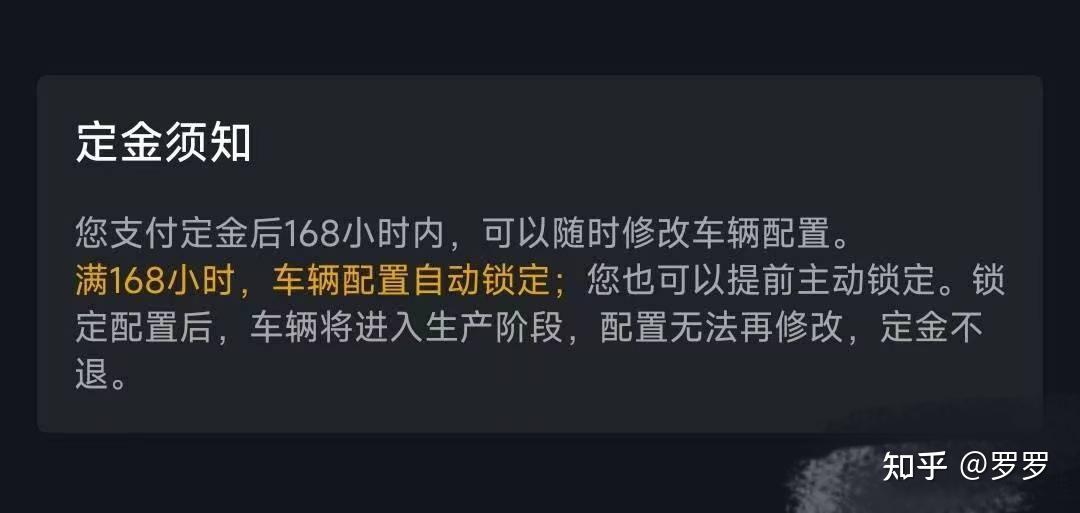 定金须知
您支付定金后168小时内，可以随时修改车辆配置。
满168小时，车辆配置自动锁定；您也可以提前主动锁定。锁
定配置后，车辆将进入生产阶段，配置无法再修改，定金不
退。
知乎 @罗罗